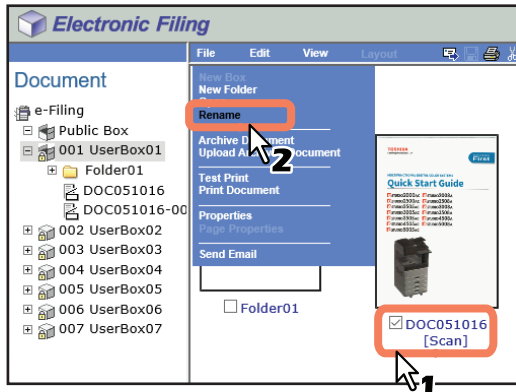 Electronic Filing
File Edit View Layout
Document
e-Filing
Public Box
001 UserBox01
Folder01
DOC051016
DOC051016-00
002 UserBox02
003 UserBox03
004 UserBox04
005 UserBox05
006 UserBox06
007 UserBox07
New Box
New Folder
Rename
2
Archive Document
Upload Document
Test Print
Print Document
Properties
Page Properties
Send Email
Folder01
TOSHIBA
Quick Start Guide
DOC051016
[Scan]
1